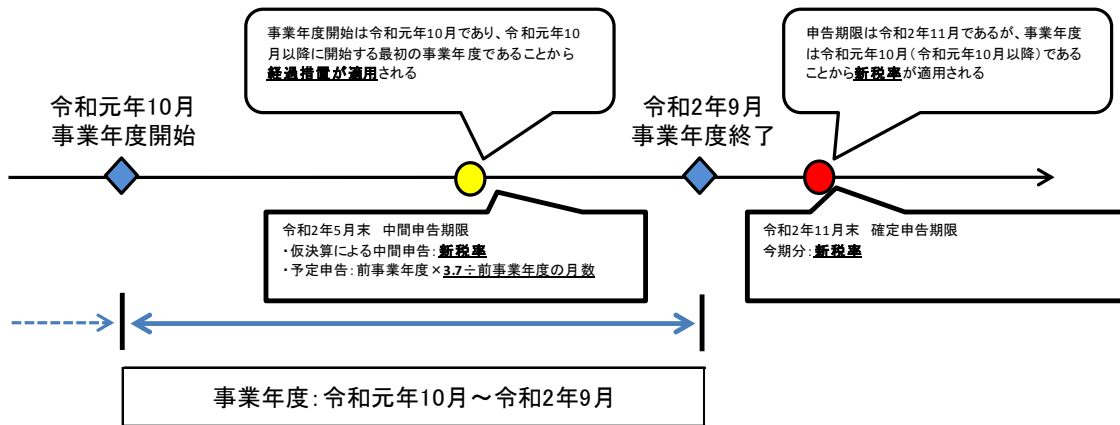 事業年度開始は令和元年10月であり、令和元年10
月以降に開始する最初の事業年度であることから
経過措置が適用される
申告期限は令和2年11月であるが、事業年度
は令和元年10月(令和元年10月以降)である
ことから新税率が適用される
令和元年10月
事業年度開始
令和2年9月
事業年度終了
令和2年5月末 中間申告期限
・仮決算による中間申告:新税率
・予定申告:前事業年度×3.7÷前事業年度の月数
令和2年11月末 確定申告期限
今期分:新税率
事業年度:令和元年10月～令和2年9月